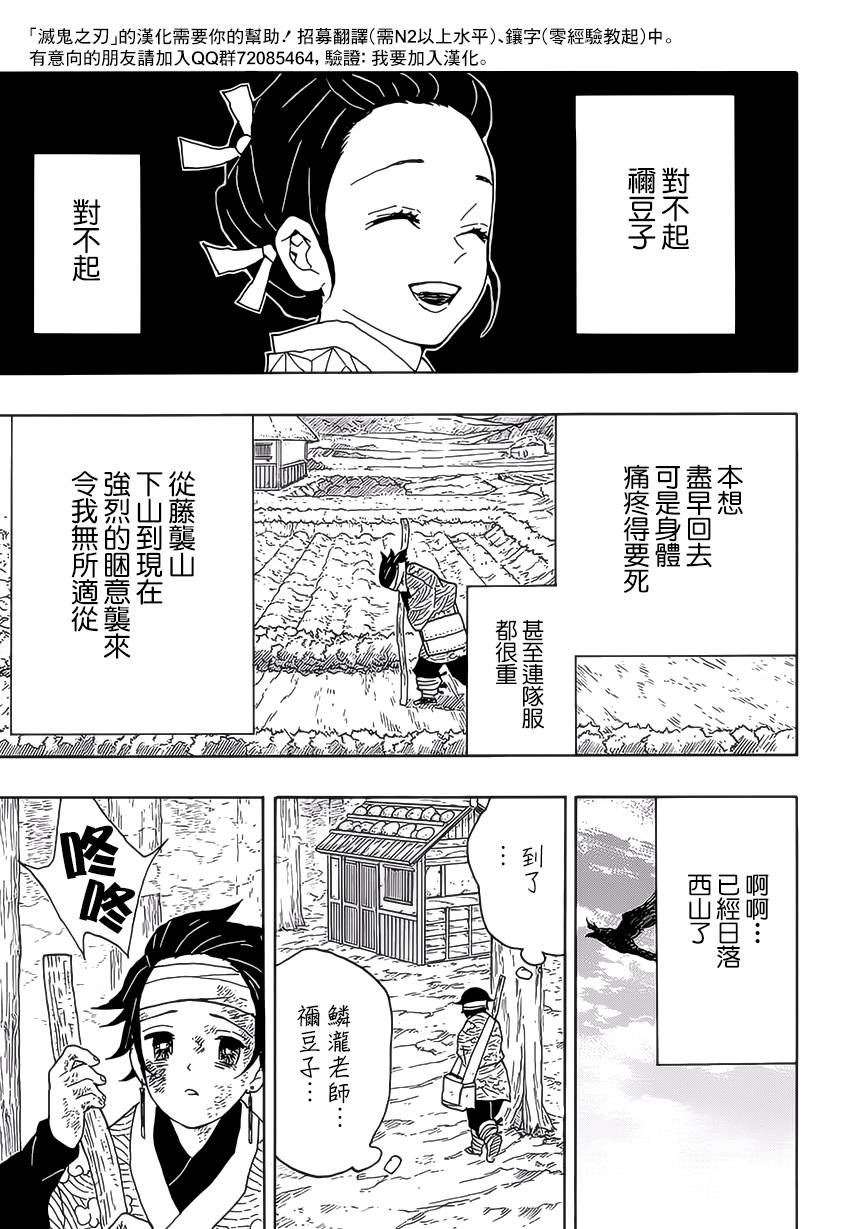 「滅鬼之刃」的漢化需要你的幫助！招募翻譯（需N2以上水平）、鑲字（零經驗教起）中。
有意向的朋友請加入QQ群72085464，驗證：我要加入漢化。
對不起
禰豆子
對不起
本想
盡早回去
可是身體
痛疼得要死
甚至連隊服
都很重
從藤襲山
下山到現在
強烈的睏意襲來
令我無所適從
啊啊…
已經日落
西山了
到了
…
鱗瀧老師…
禰豆子…
咚
咚